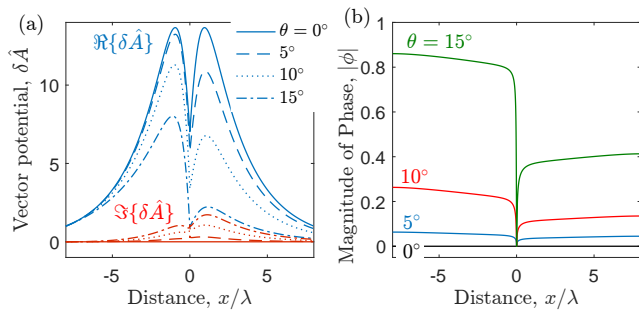 (a)
ℜ{δÂ}
θ = 0°
5°
10°
15°
ℑ{δÂ}
Vector potential, δÂ
10
5
0
-5
0
5
Distance, x/λ
(b)
θ = 15°
10°
5°
0°
Magnitude of Phase, |ϕ|
1
0.8
0.6
0.4
0.2
0
-5
0
5
Distance, x/λ